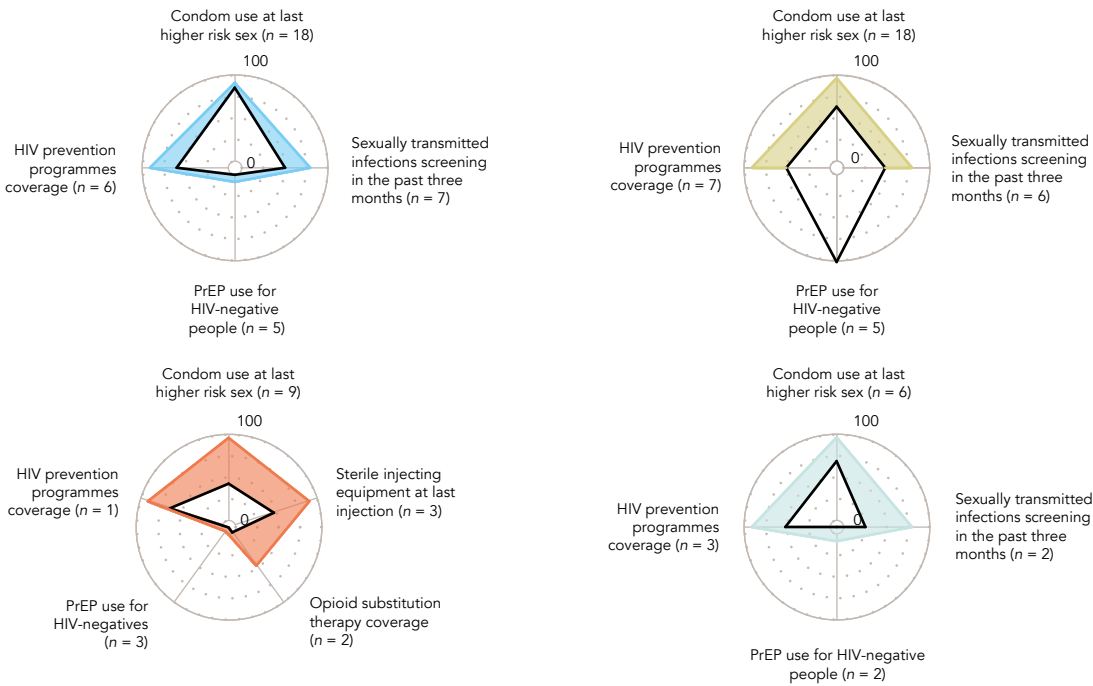 Condom use at last
higher risk sex (n = 18)
100
HIV prevention
programmes
coverage (n = 6)
0
Sexually transmitted
infections screening
in the past three
months (n = 7)
PrEP use for
HIV-negative
people (n = 5)
Condom use at last
higher risk sex (n = 18)
100
HIV prevention
programmes
coverage (n = 7)
0
Sexually transmitted
infections screening
in the past three
months (n = 6)
PrEP use for
HIV-negative
people (n = 5)
Condom use at last
higher risk sex (n = 9)
100
HIV prevention
programmes
coverage (n = 1)
0
Sterile injecting
equipment at last
injection (n = 3)
PrEP use for
HIV-negatives
(n = 3)
Opioid substitution
therapy coverage
(n = 2)
Condom use at last
higher risk sex (n = 6)
100
HIV prevention
programmes
coverage (n = 3)
0
Sexually transmitted
infections screening
in the past three
months (n = 2)
PrEP use for HIV-negative
people (n = 2)